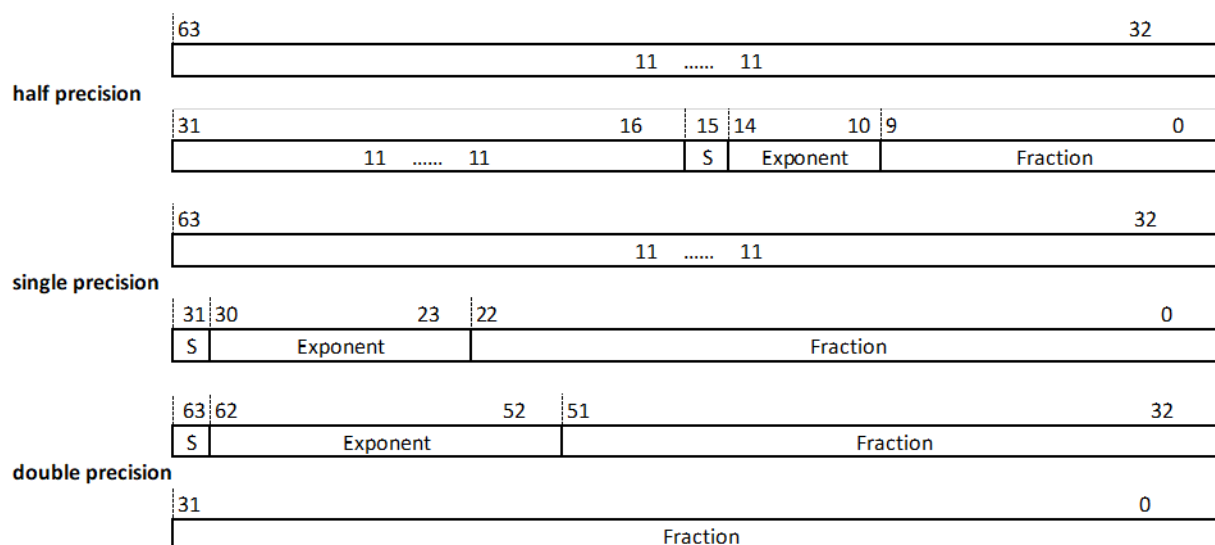 63 32
11 ...... 11
half precision
31 16 15 14 10 9 0
11 ...... 11 S Exponent Fraction
63 32
11 ...... 11
single precision
31 30 23 22 0
S Exponent Fraction
63 62 52 51 32
S Exponent Fraction
double precision
31 0
Fraction